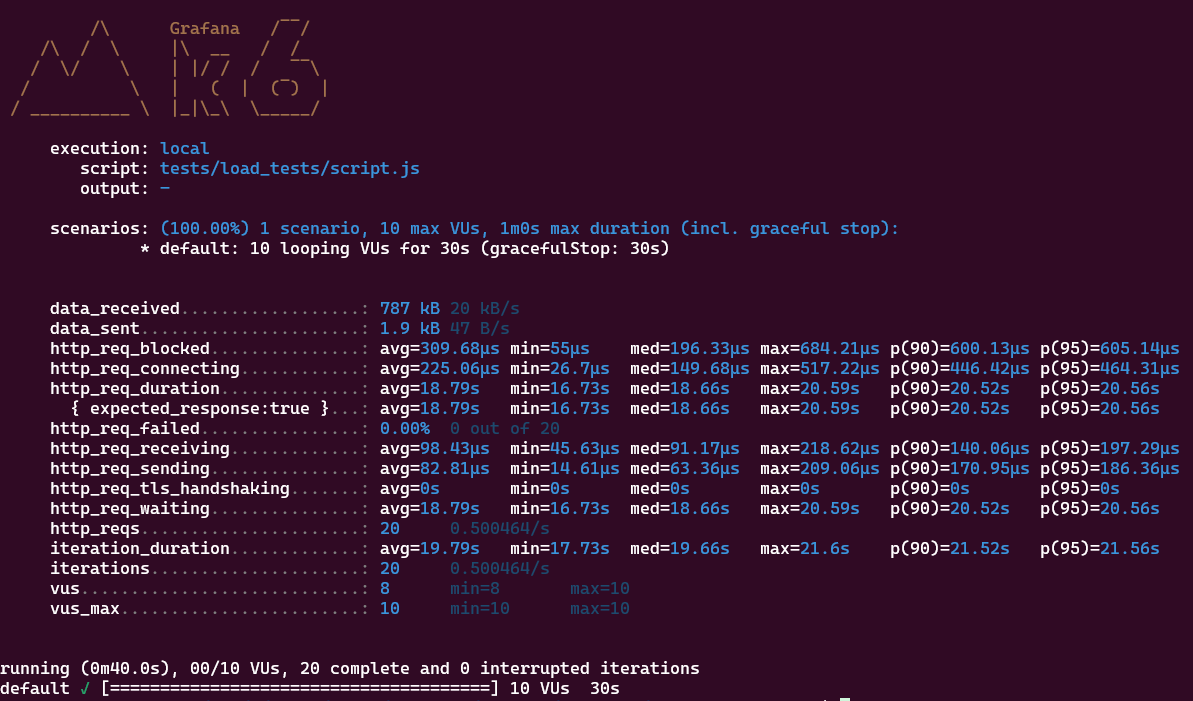 /\      Grafana   /‾‾/
    /\  /  \     |\  __   /  /
   /  \/    \    | |/ /  /   ‾‾\
  /          \   |   (  |  (‾)  |
 / __________ \  |_|\_\  \_____/
     execution: local
        script: tests/load_tests/script.js
        output: -
     scenarios: (100.00%) 1 scenario, 10 max VUs, 1m0s max duration (incl. graceful stop):
              * default: 10 looping VUs for 30s (gracefulStop: 30s)
     data_received..................: 787 kB 20 kB/s
     data_sent......................: 1.9 kB 47 B/s
     http_req_blocked...............: avg=309.68µs min=55µs    med=196.33µs max=684.21µs p(90)=600.13µs p(95)=605.14µs
     http_req_connecting............: avg=225.06µs min=26.7µs  med=149.68µs max=517.22µs p(90)=446.42µs p(95)=464.31µs
     http_req_duration..............: avg=18.79s   min=16.73s  med=18.66s   max=20.59s   p(90)=20.52s   p(95)=20.56s
       { expected_response:true }...: avg=18.79s   min=16.73s  med=18.66s   max=20.59s   p(90)=20.52s   p(95)=20.56s
     http_req_failed................: 0.00%  0 out of 20
     http_req_receiving.............: avg=98.43µs  min=45.63µs med=91.17µs  max=218.62µs p(90)=140.06µs p(95)=197.29µs
     http_req_sending...............: avg=82.81µs  min=14.61µs med=63.36µs  max=209.06µs p(90)=170.95µs p(95)=186.36µs
     http_req_tls_handshaking.......: avg=0s       min=0s      med=0s       max=0s       p(90)=0s       p(95)=0s
     http_req_waiting...............: avg=18.79s   min=16.73s  med=18.66s   max=20.59s   p(90)=20.52s   p(95)=20.56s
     http_reqs......................: 20     0.500464/s
     iteration_duration.............: avg=19.79s   min=17.73s  med=19.66s   max=21.6s    p(90)=21.52s   p(95)=21.56s
     iterations.....................: 20     0.500464/s
     vus............................: 8      min=8       max=10
     vus_max........................: 10     min=10      max=10
running (0m40.0s), 00/10 VUs, 20 complete and 0 interrupted iterations
default ✓ [======================================] 10 VUs  30s